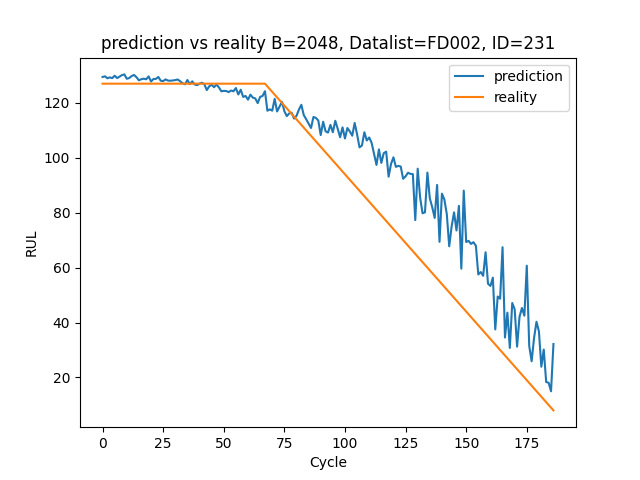 prediction vs reality B=2048, Datalist=FD002, ID=231
prediction
reality
RUL
120
100
80
60
40
20
0 25 50 75 100 125 150 175
Cycle